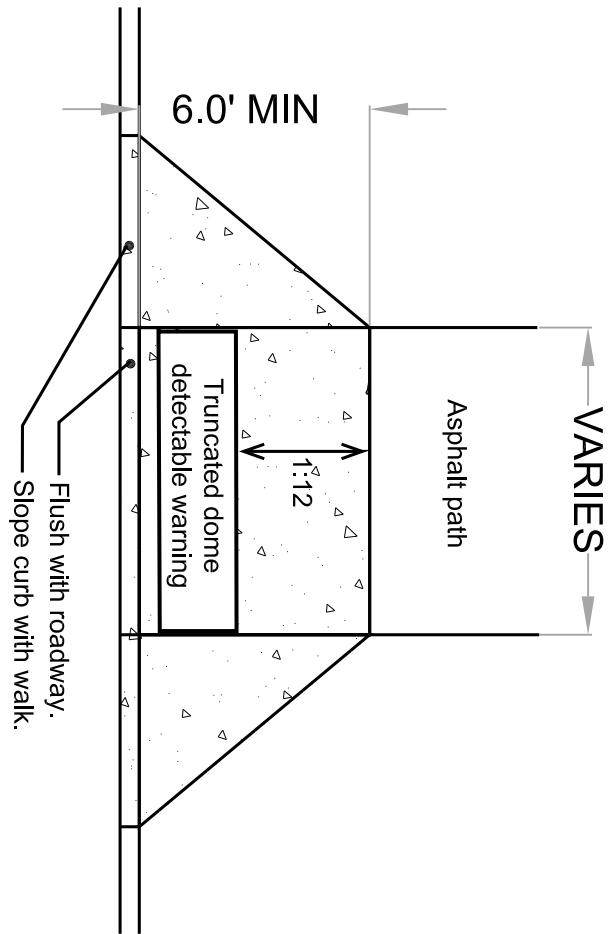 6.0' MIN
VARIES
Asphalt path
1:12
Truncated dome
detectable warning
Flush with roadway.
Slope curb with walk.